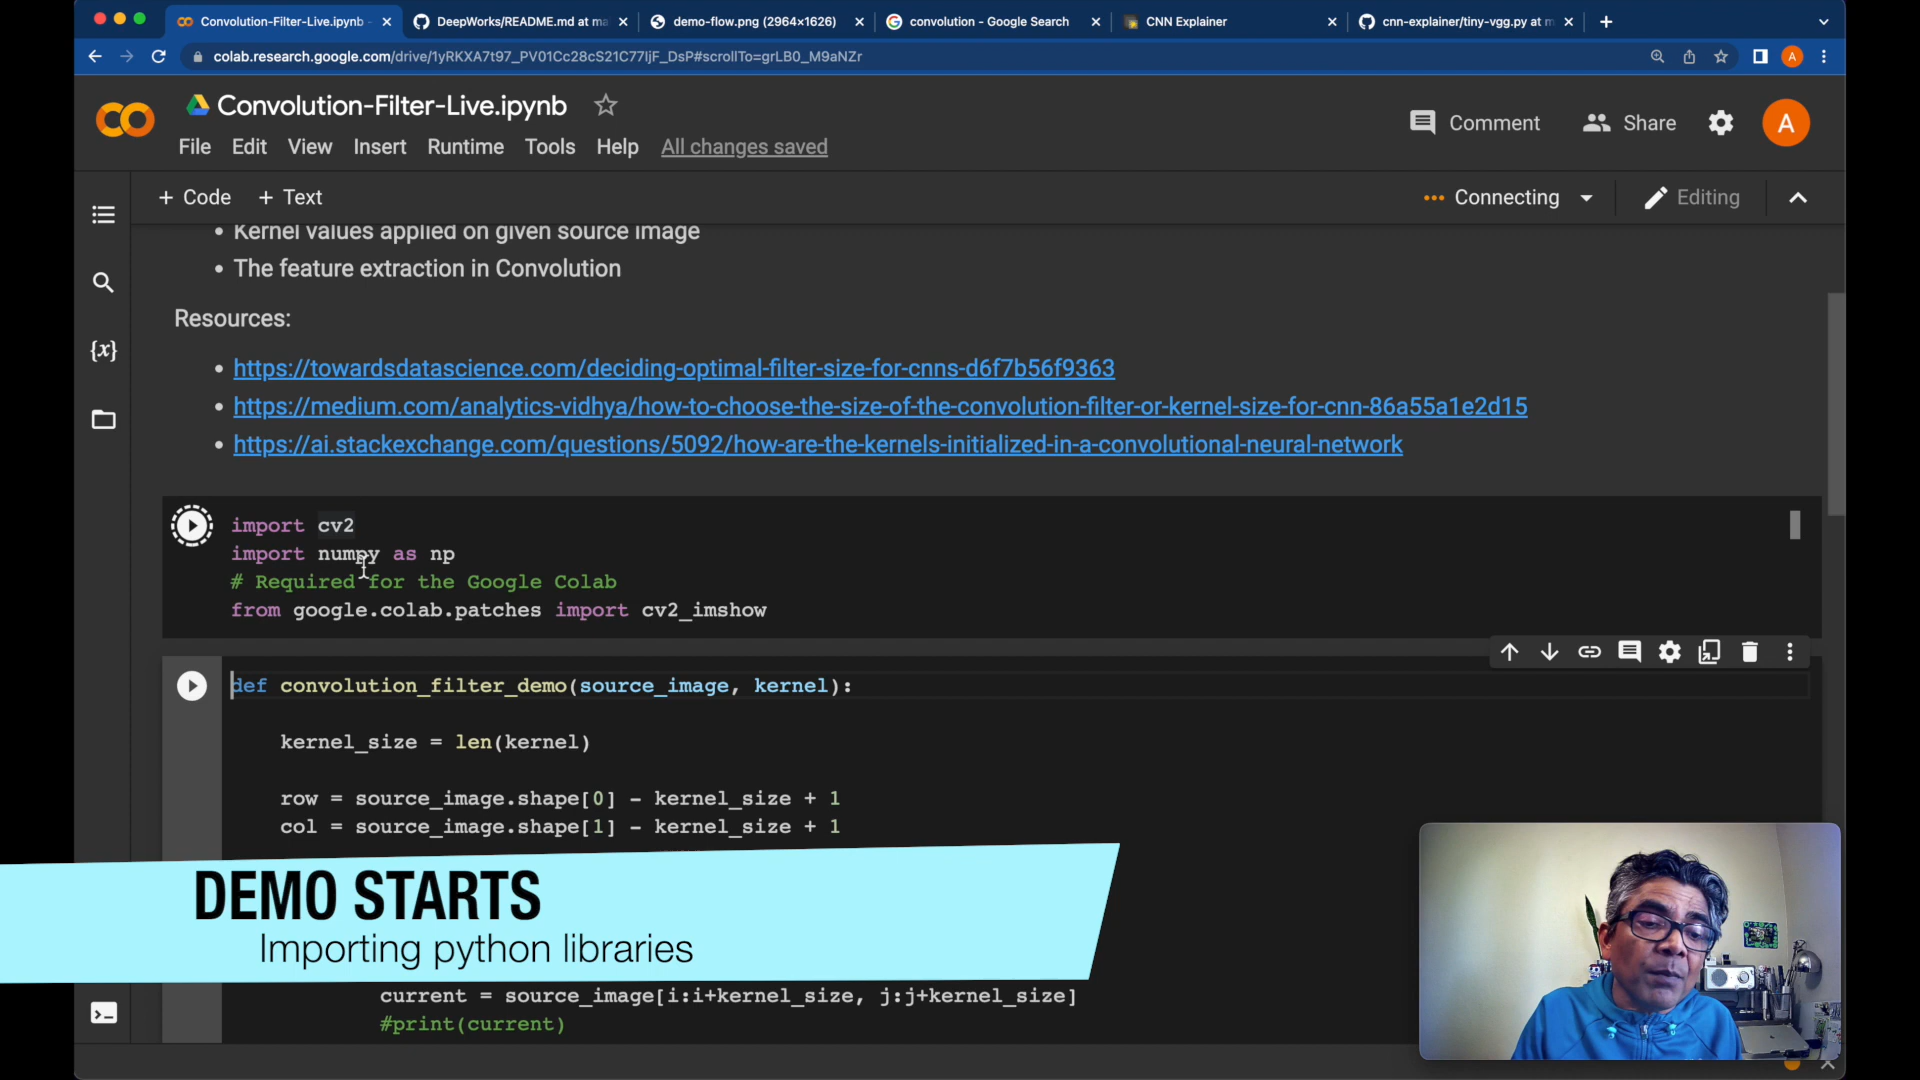 Convolution-Filter-Live.ipynb -
DeepWorks/README.md at ma
demo-flow.png (2964×1626)
convolution - Google Search
CNN Explainer
cnn-explainer/tiny-vgg.py at m
colab.research.google.com/drive/1yRKXA7t97_PV01Cc28cS21C77ljF_DsP#scrollTo=grLB0_M9aNZr
A
Convolution-Filter-Live.ipynb
Comment
Share
A
File Edit View Insert Runtime Tools Help All changes saved
+ Code + Text
Connecting
Editing
• Kernel values applied on given source image
• The feature extraction in Convolution
{x}
Resources:
• https://towardsdatascience.com/deciding-optimal-filter-size-for-cnns-d6f7b56f9363
• https://medium.com/analytics-vidhya/how-to-choose-the-size-of-the-convolution-filter-or-kernel-size-for-cnn-86a55a1e2d15
• https://ai.stackexchange.com/questions/5092/how-are-the-kernels-initialized-in-a-convolutional-neural-network
import cv2
import numpy as np
# Required for the Google Colab
from google.colab.patches import cv2_imshow
def convolution_filter_demo(source_image, kernel):
kernel_size = len(kernel)
row = source_image.shape[0] - kernel_size + 1
col = source_image.shape[1] - kernel_size + 1
DEMO STARTS
Importing python libraries
current = source_image[i:i+kernel_size, j:j+kernel_size]
#print(current)